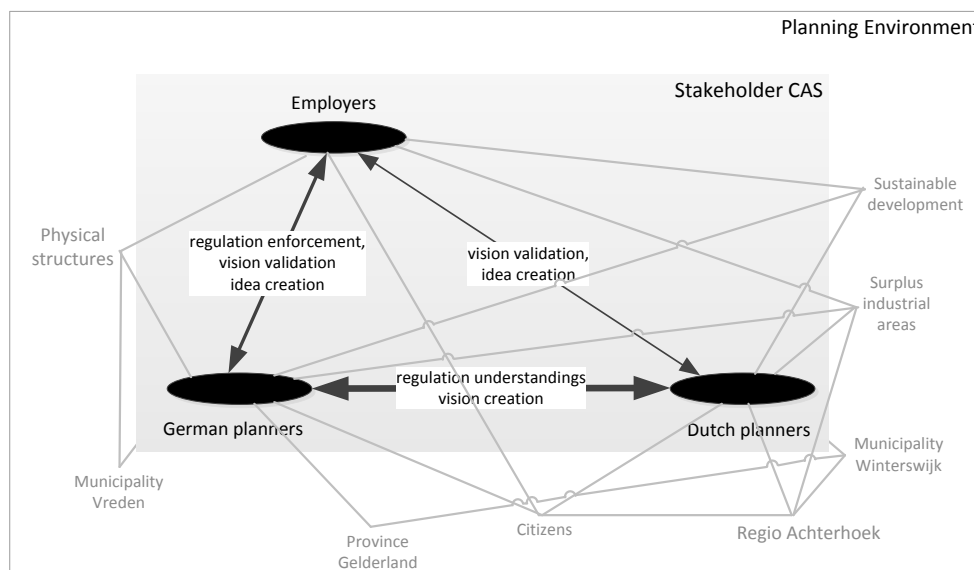 Planning Environment
Stakeholder CAS
Employers
Sustainable
development
Physical
structures
regulation enforcement,
vision validation
idea creation
vision validation,
idea creation
Surplus
industrial
areas
regulation understandings
vision creation
German planners
Dutch planners
Municipality
Winterswijk
Municipality
Vreden
Province
Gelderland
Citizens
Regio Achterhoek